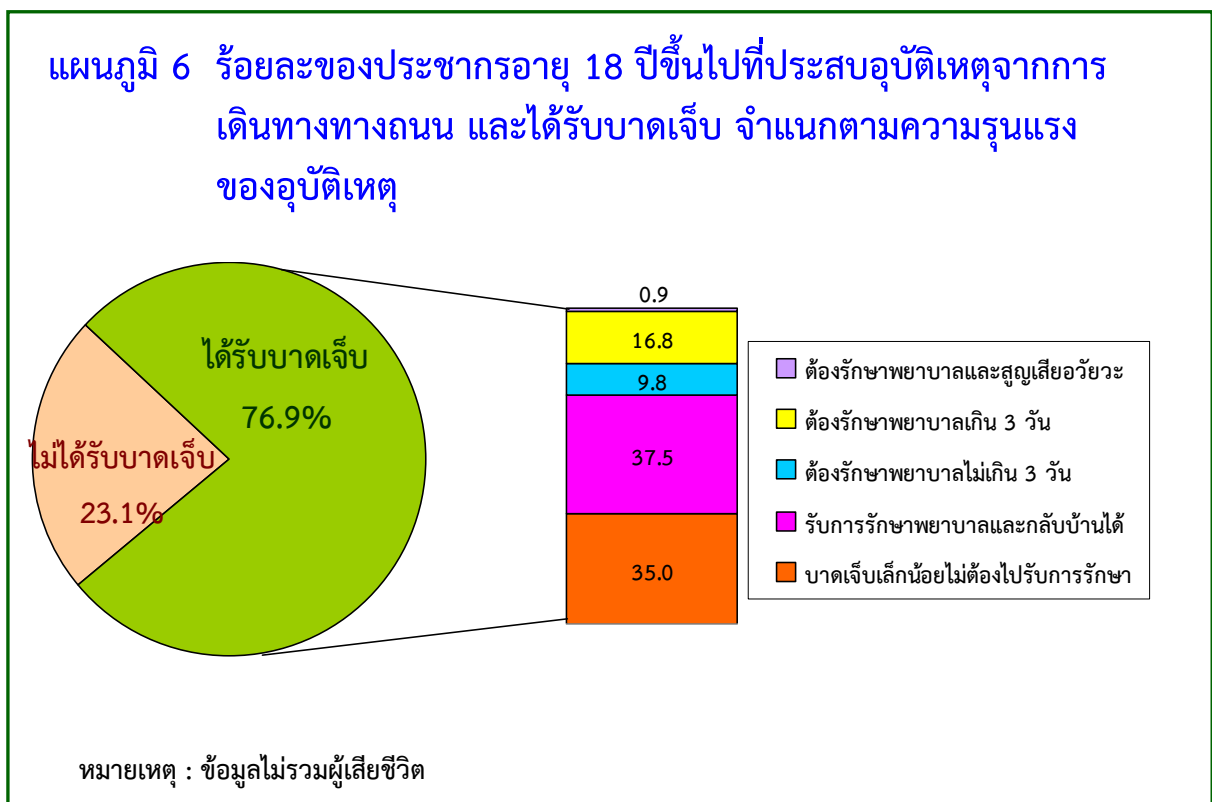 แผนภูมิ 6 ร้อยละของประชากรอายุ 18 ปีขึ้นไปที่ประสบอุบัติเหตุจากการ
เดินทางทางถนน และได้รับบาดเจ็บ จำแนกตามความรุนแรง
ของอุบัติเหตุ
ได้รับบาดเจ็บ
76.9%
ไม่ได้รับบาดเจ็บ
23.1%
0.9
16.8
9.8
37.5
35.0
ต้องรักษาพยาบาลและสูญเสียอวัยวะ
ต้องรักษาพยาบาลเกิน 3 วัน
ต้องรักษาพยาบาลไม่เกิน 3 วัน
รับการรักษาพยาบาลและกลับบ้านได้
บาดเจ็บเล็กน้อยไม่ต้องไปรับการรักษา
หมายเหตุ : ข้อมูลไม่รวมผู้เสียชีวิต